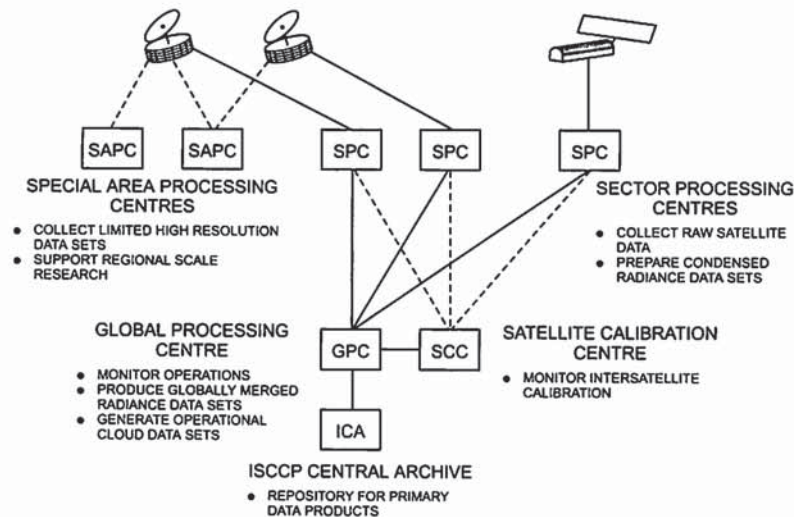 SAPC
SAPC
SPC
SPC
SPC
SPECIAL AREA PROCESSING
CENTRES
● COLLECT LIMITED HIGH RESOLUTION
DATA SETS
● SUPPORT REGIONAL SCALE
RESEARCH
SECTOR PROCESSING
CENTRES
● COLLECT RAW SATELLITE
DATA
● PREPARE CONDENSED
RADIANCE DATA SETS
GLOBAL PROCESSING
CENTRE
● MONITOR OPERATIONS
● PRODUCE GLOBALLY MERGED
RADIANCE DATA SETS
● GENERATE OPERATIONAL
CLOUD DATA SETS
GPC
SCC
SATELLITE CALIBRATION
CENTRE
● MONITOR INTERSATELLITE
CALIBRATION
ICA
ISCCP CENTRAL ARCHIVE
● REPOSITORY FOR PRIMARY
DATA PRODUCTS